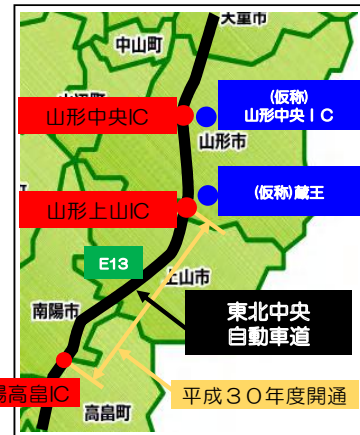 天童市
中山町
山形中央IC
(仮称)
山形中央IC
山形市
(仮称)蔵王
山形上山IC
E13
上山市
南陽市
東北中央
自動車道
陽高畠IC
平成30年度開通
高畠町